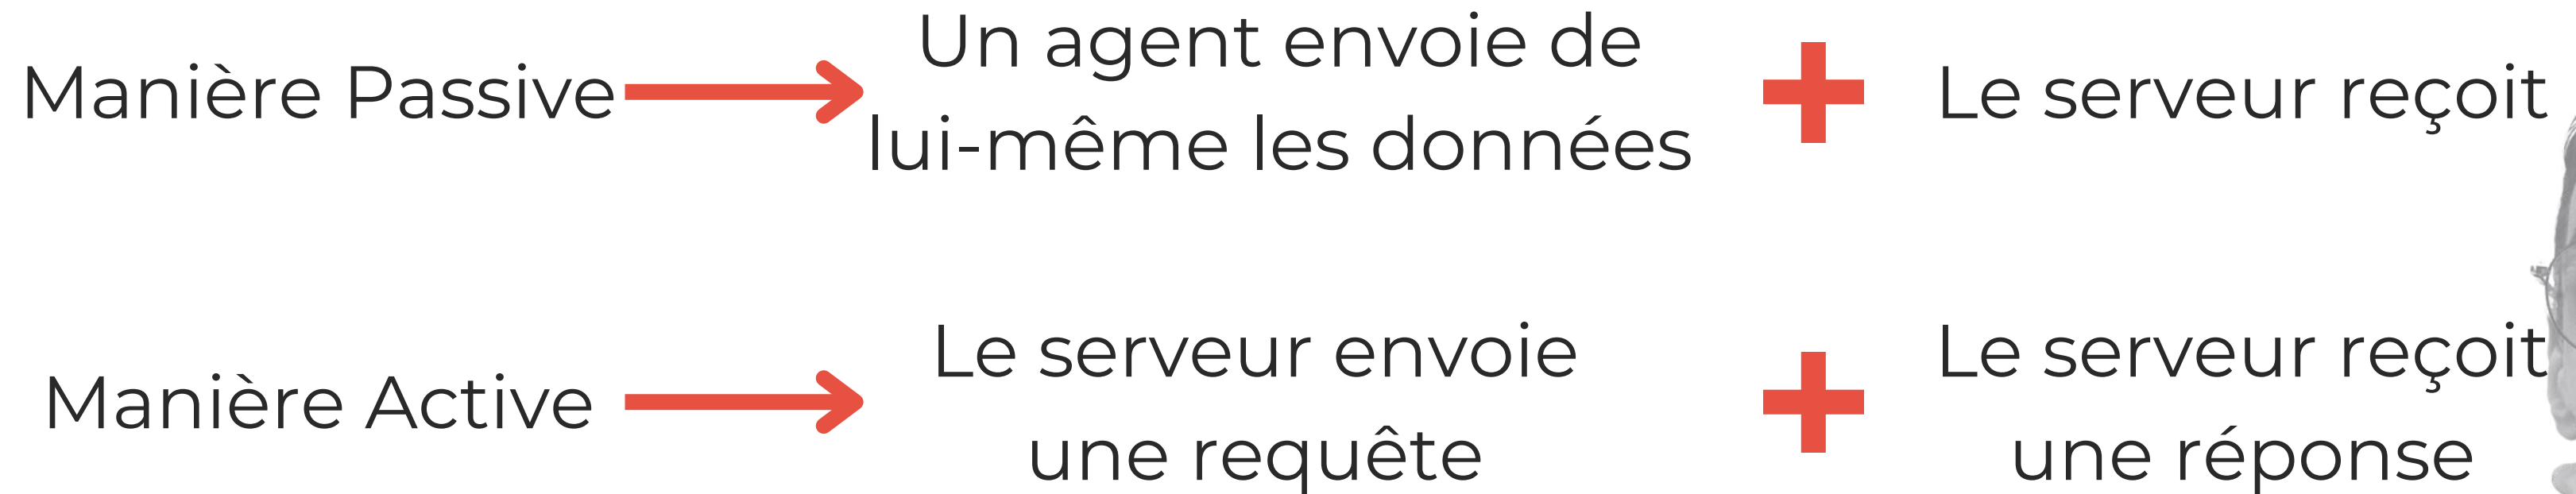 Manière Passive
Un agent envoie de
lui-même les données
Le serveur reçoit
Manière Active
Le serveur envoie
une requête
Le serveur reçoit
une réponse